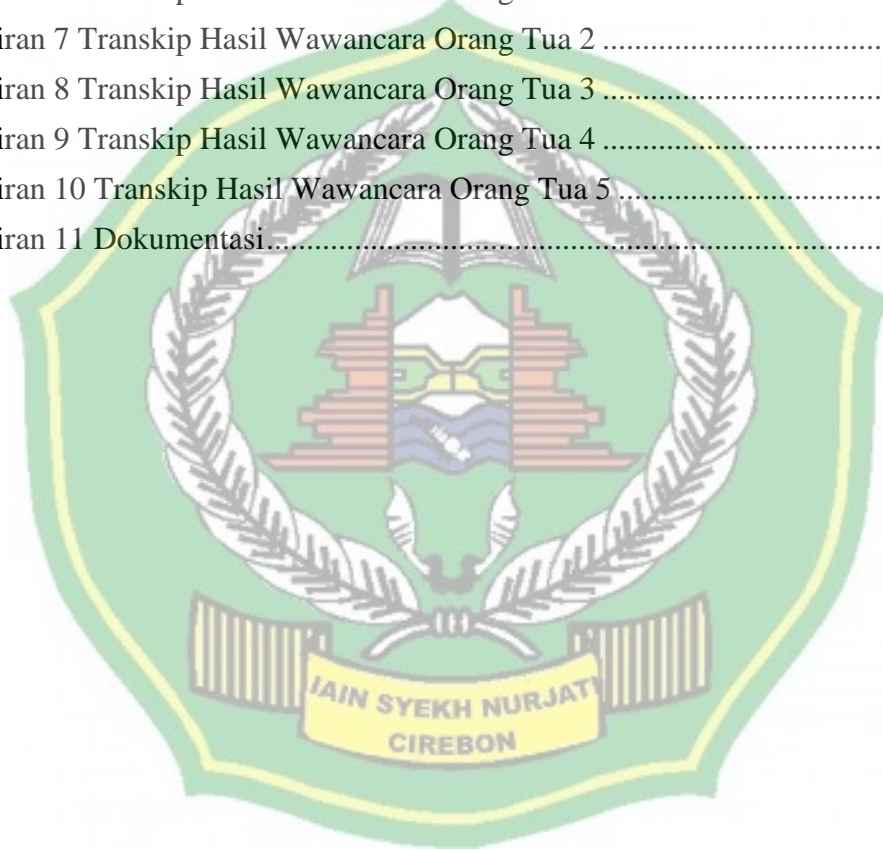 iran 7 Transkip Hasil Wawancara Orang Tua 2 ....................................
iran 8 Transkip Hasil Wawancara Orang Tua 3 ....................................
iran 9 Transkip Hasil Wawancara Orang Tua 4 ....................................
iran 10 Transkip Hasil Wawancara Orang Tua 5 ..................................
iran 11 Dokumentasi................................................................................
IAIN SYEKH NURJATI
CIREBON